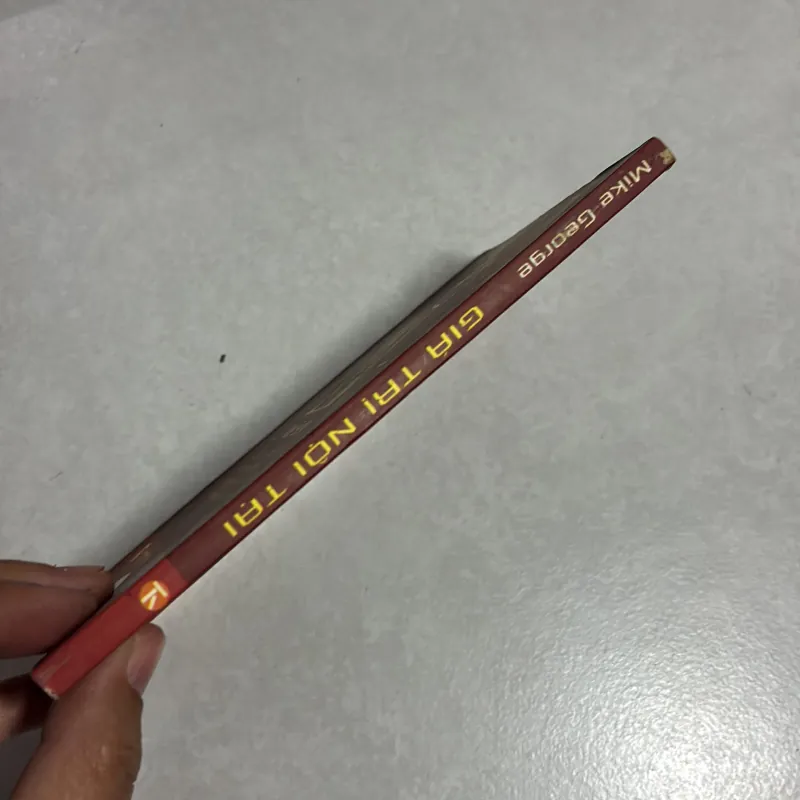 Mike George
GIÁ TRỊ NỘI TẠI